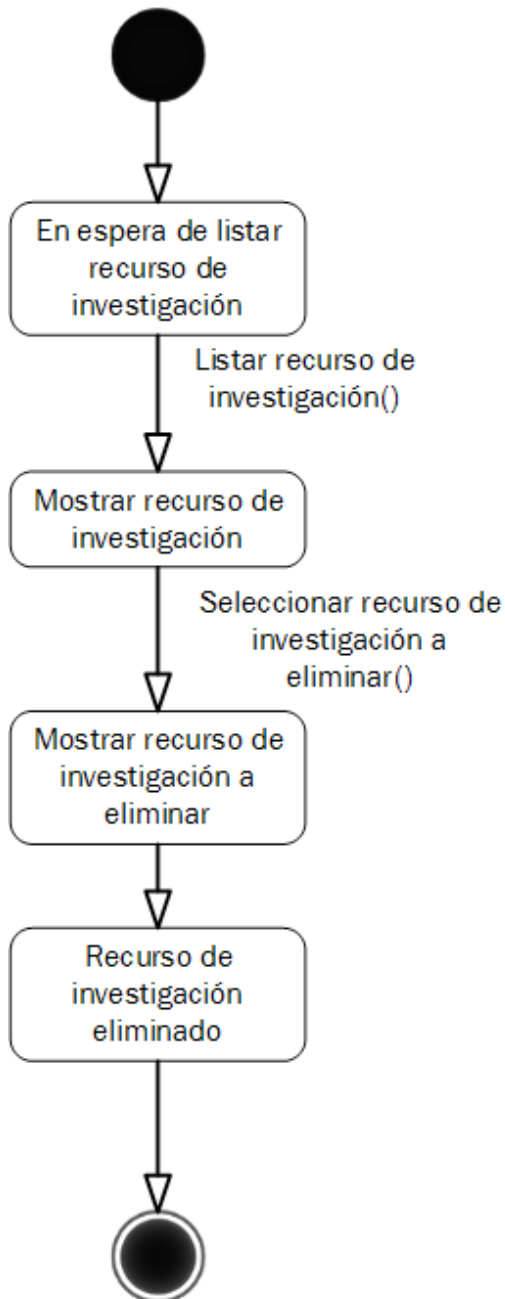 En espera de listar
recurso de
investigación
Listar recurso de
investigación()
Mostrar recurso de
investigación
Seleccionar recurso de
investigación a
eliminar()
Mostrar recurso de
investigación a
eliminar
Recurso de
investigación
eliminado